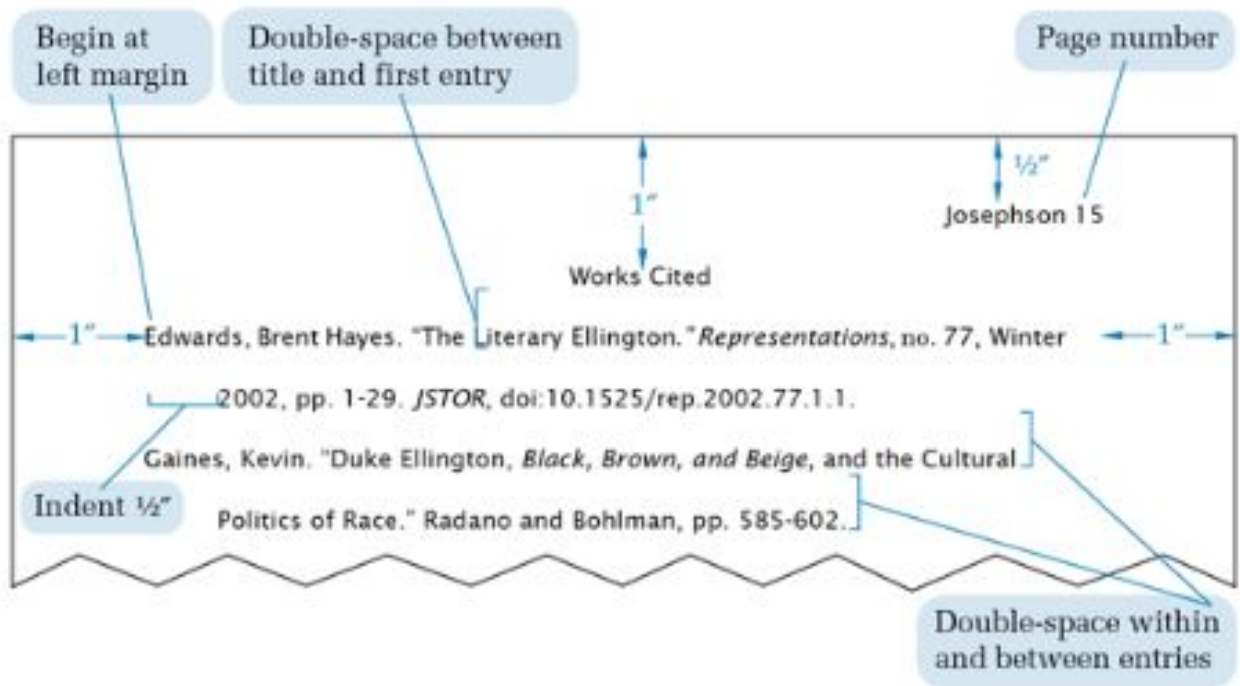 Begin at
left margin
Double-space between
title and first entry
Page number
1"
½"
Josephson 15
Works Cited
1"
Edwards, Brent Hayes. "The Literary Ellington." Representations, no. 77, Winter
1"
2002, pp. 1-29. JSTOR, doi:10.1525/rep.2002.77.1.1.
Gaines, Kevin. "Duke Ellington, Black, Brown, and Beige, and the Cultural
Indent ½"
Politics of Race." Radano and Bohlman, pp. 585-602.
Double-space within
and between entries